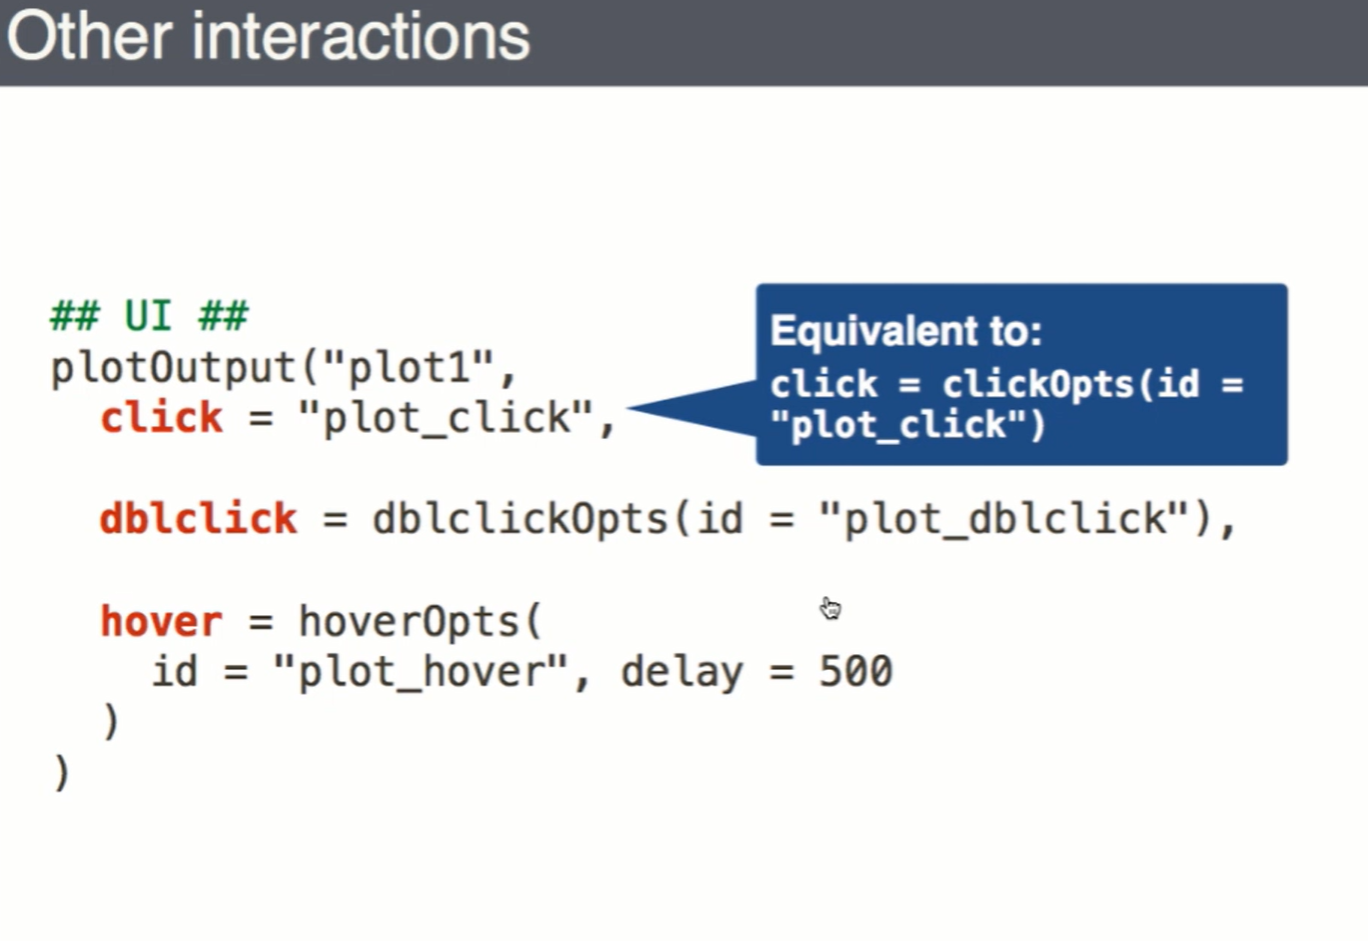 Other interactions
## UI ##
plotOutput("plot1",
click = "plot_click",
Equivalent to:
click = clickOpts(id =
"plot_click")
dblclick = dblclickOpts(id = "plot_dblclick"),
hover = hoverOpts(
id = "plot_hover", delay = 500
)
)